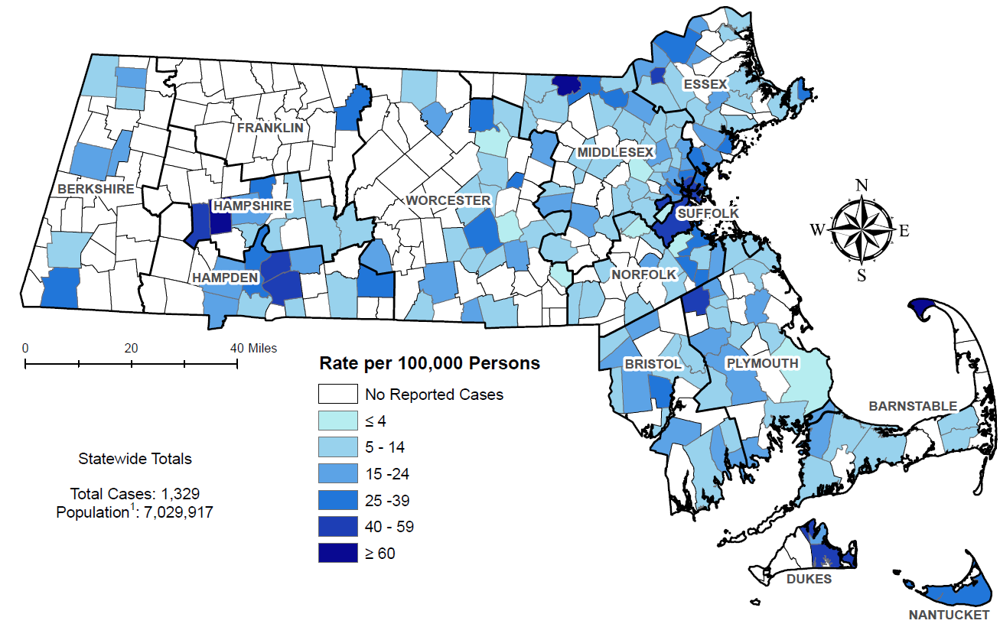 ESSEX
FRANKLIN
MIDDLESEX
BERKSHIRE
WORCESTER
HAMPSHIRE
SUFFOLK
N
W E
S
HAMPDEN
NORFOLK
0 20 40 Miles
Rate per 100,000 Persons
BRISTOL
PLYMOUTH
No Reported Cases
BARNSTABLE
≤ 4
5 - 14
Statewide Totals
15 -24
Total Cases: 1,329
25 -39
Population1: 7,029,917
40 - 59
≥ 60
DUKES
NANTUCKET